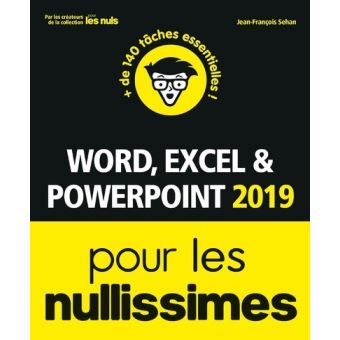 Par les créateurs
de la collection pour les nuls
Jean-François Sehan
+ de 140 tâches essentielles !
WORD, EXCEL &
POWERPOINT 2019
pour les
nullissimes